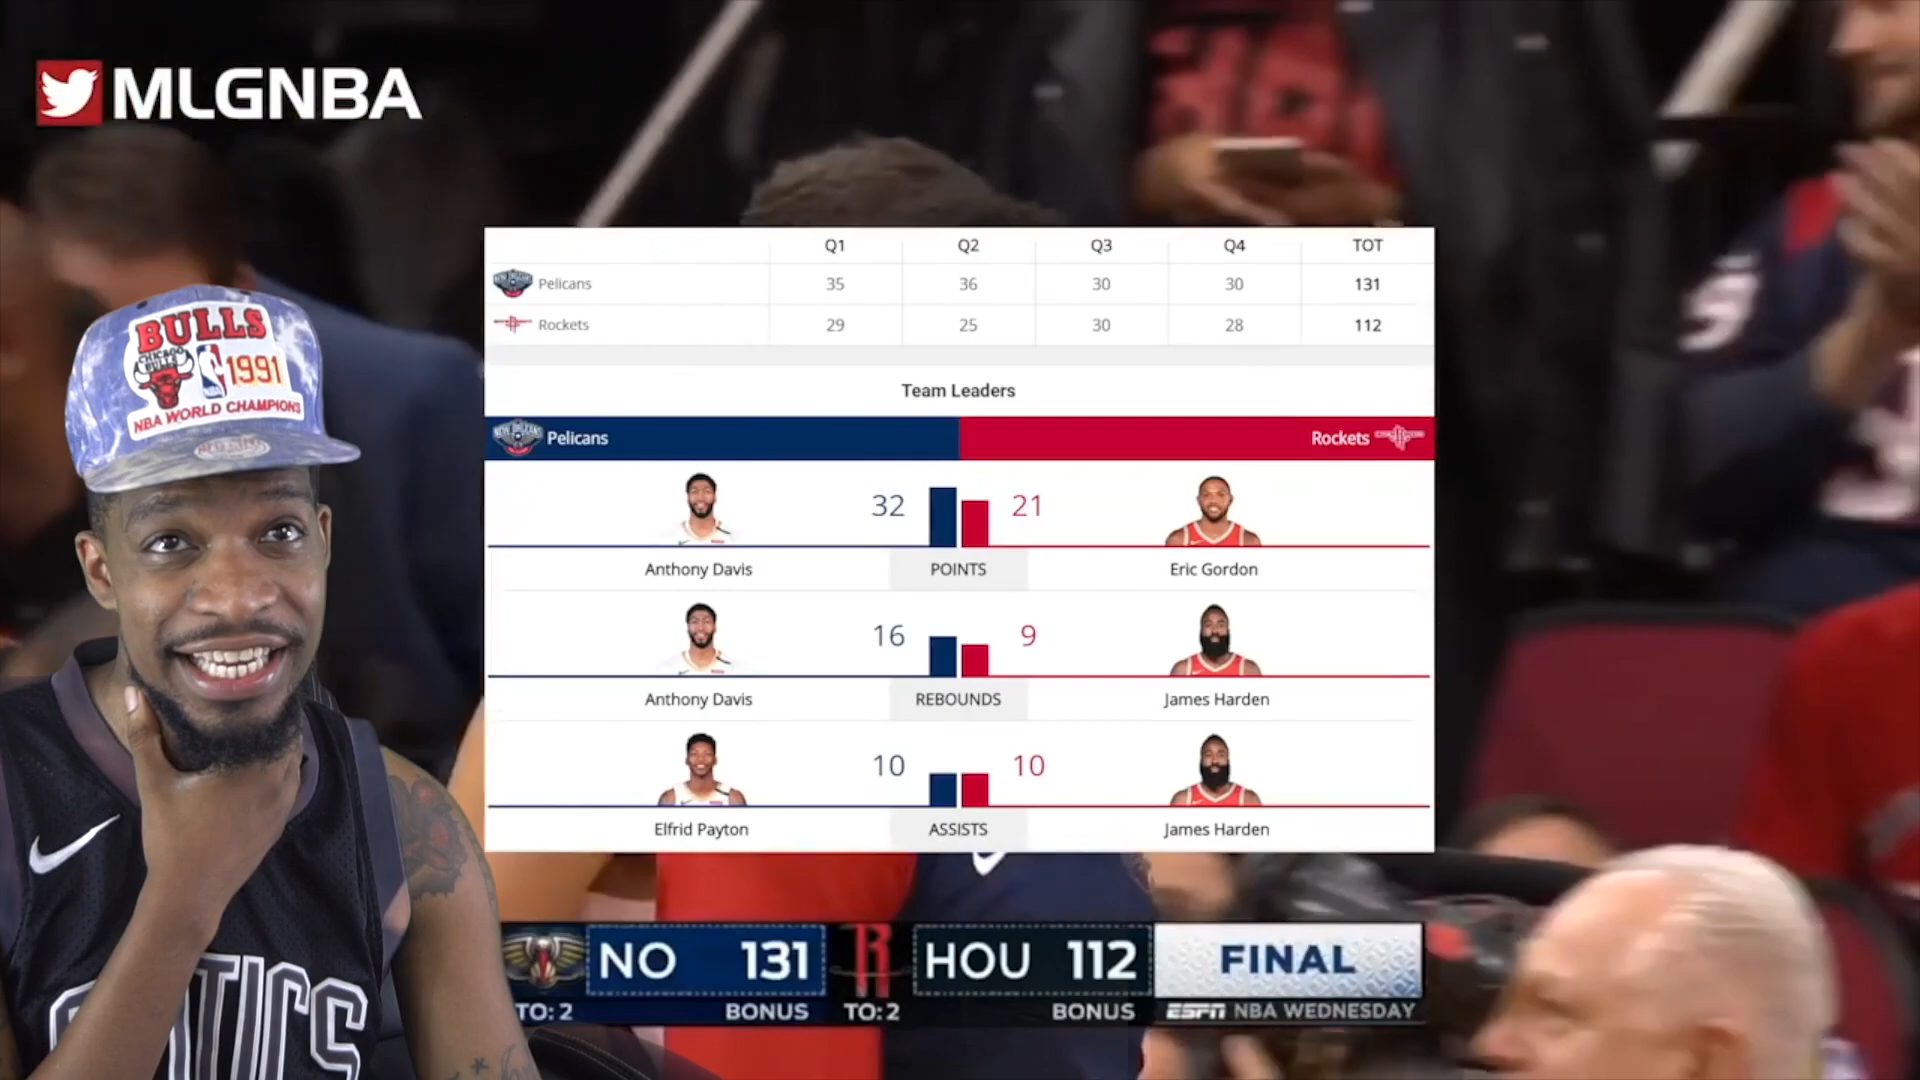 MLGNBA
Q1 Q2 Q3 Q4 TOT
Pelicans 35 36 30 30 131
Rockets 29 25 30 28 112
Team Leaders
Pelicans Rockets
32 21
Anthony Davis POINTS Eric Gordon
16 9
Anthony Davis REBOUNDS James Harden
10 10
Elfrid Payton ASSISTS James Harden
BULLS
CHICAGO
BULLS
NBA
1991
NBA WORLD CHAMPIONS
NO 131 HOU 112 FINAL
TO: 2 BONUS TO: 2 BONUS ESPN NBA WEDNESDAY